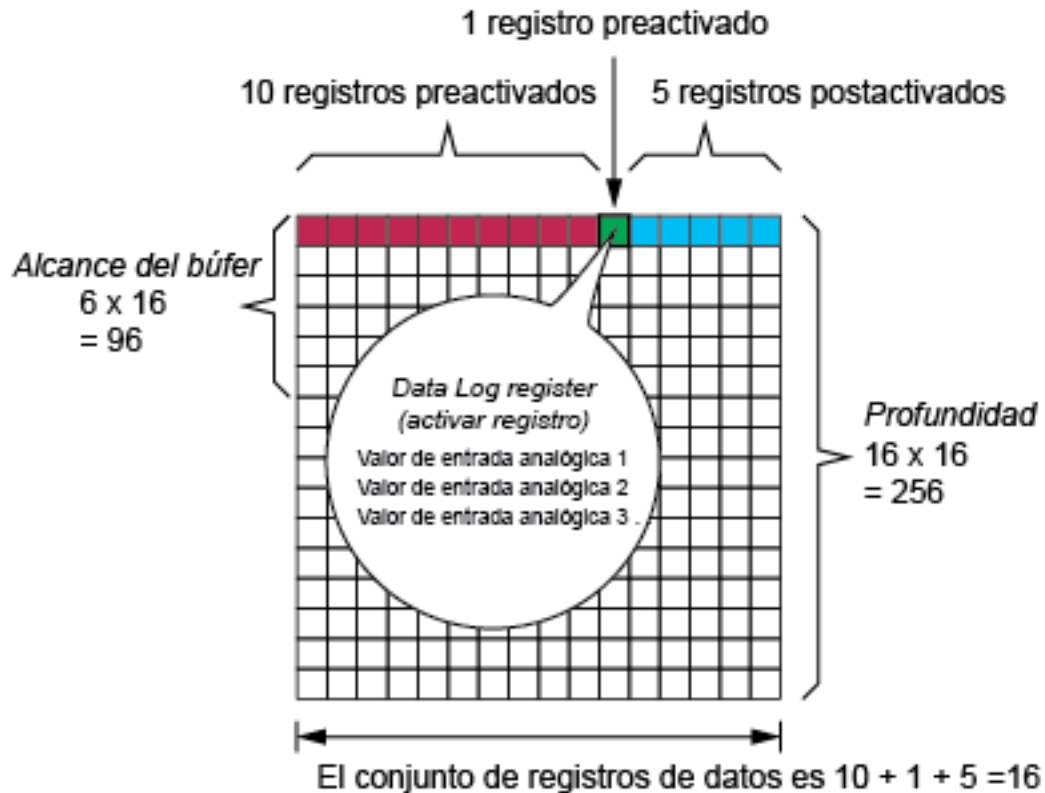 1 registro preactivado
10 registros preactivados
5 registros postactivados
Alcance del búfer
6 x 16
= 96
Data Log register
(activar registro)
Valor de entrada analógica 1
Valor de entrada analógica 2
Valor de entrada analógica 3 .
Profundidad
16 x 16
= 256
El conjunto de registros de datos es 10 + 1 + 5 =16